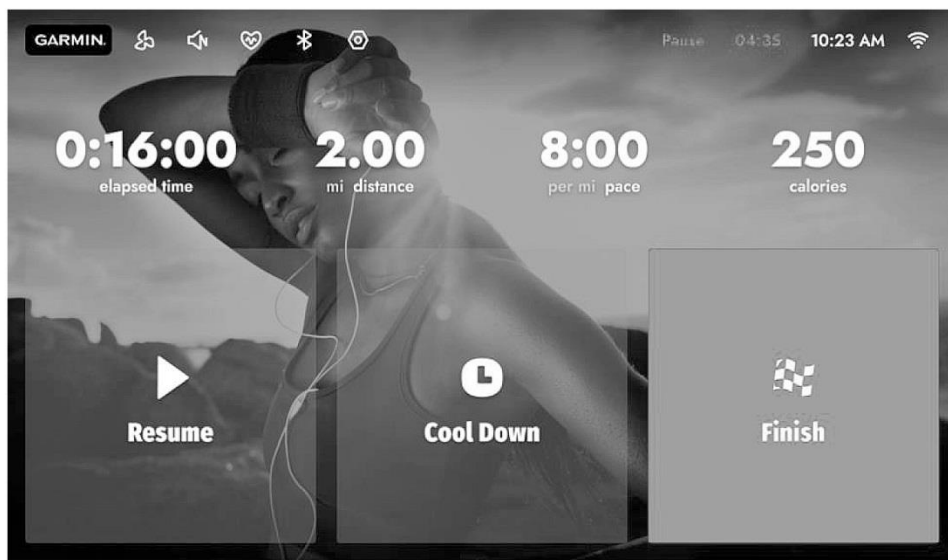 GARMIN. Pause 04:35 10:23 AM
0:16:00 2.00 8:00 250
elapsed time mi distance per mi pace calories
Resume Cool Down Finish